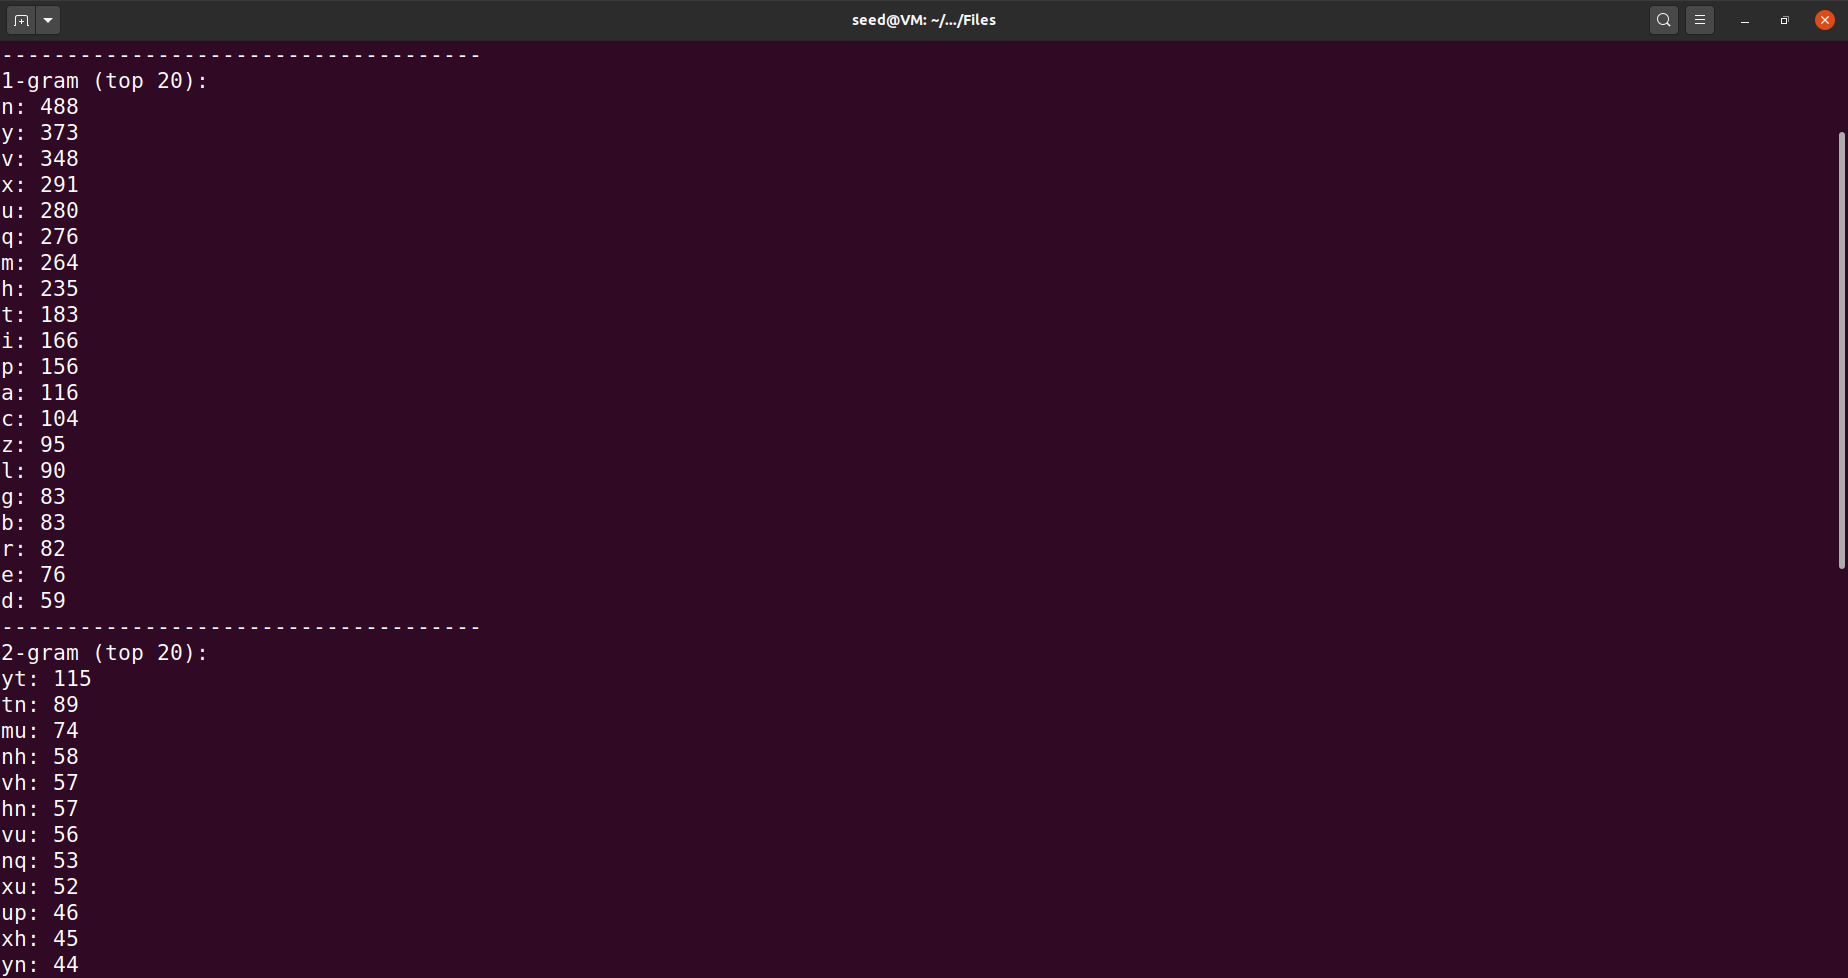 seed@VM: ~/.../Files
-------------------------------------
1-gram (top 20):
n: 488
y: 373
v: 348
x: 291
u: 280
q: 276
m: 264
h: 235
t: 183
i: 166
p: 156
a: 116
c: 104
z: 95
l: 90
g: 83
b: 83
r: 82
e: 76
d: 59
-------------------------------------
2-gram (top 20):
yt: 115
tn: 89
mu: 74
nh: 58
vh: 57
hn: 57
vu: 56
nq: 53
xu: 52
up: 46
xh: 45
yn: 44